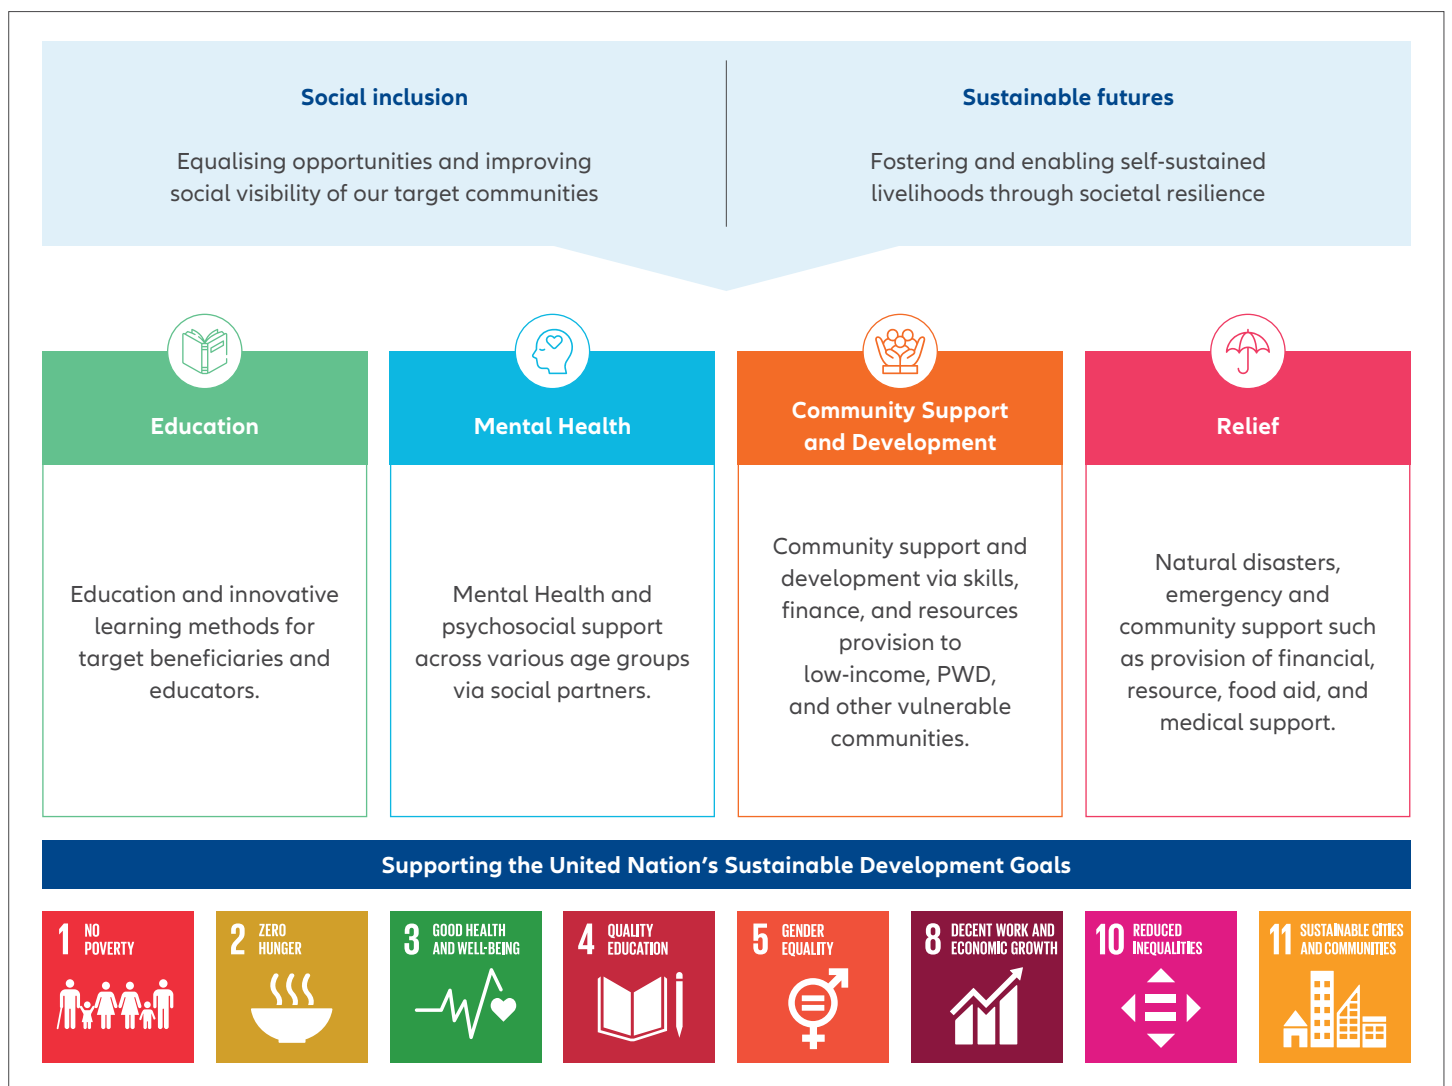 Social inclusion
Equalising opportunities and improving
social visibility of our target communities
Sustainable futures
Fostering and enabling self-sustained
livelihoods through societal resilience
Education
Education and innovative
learning methods for
target beneficiaries and
educators.
Mental Health
Mental Health and
psychosocial support
across various age groups
via social partners.
Community Support
and Development
Community support and
development via skills,
finance, and resources
provision to
low-income, PWD,
and other vulnerable
communities.
Relief
Natural disasters,
emergency and
community support such
as provision of financial,
resource, food aid, and
medical support.
Supporting the United Nation’s Sustainable Development Goals
1 NO
POVERTY
2 ZERO
HUNGER
3 GOOD HEALTH
AND WELL-BEING
4 QUALITY
EDUCATION
5 GENDER
EQUALITY
8 DECENT WORK AND
ECONOMIC GROWTH
10 REDUCED
INEQUALITIES
11 SUSTAINABLE CITIES
AND COMMUNITIES